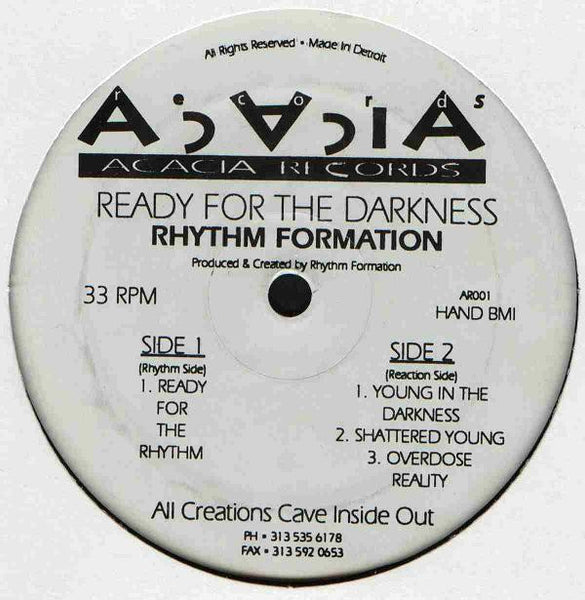 All Rights Reserved • Made In Detroit
records
ACACIA
ACACIA RECORDS
READY FOR THE DARKNESS
RHYTHM FORMATION
Produced & Created by Rhythm Formation
33 RPM
AR001
HAND BMI
SIDE 1
(Rhythm Side)
1. READY
FOR
THE
RHYTHM
SIDE 2
(Reaction Side)
1. YOUNG IN THE
DARKNESS
2. SHATTERED YOUNG
3. OVERDOSE
REALITY
All Creations Cave Inside Out
PH • 313 535 6178
FAX • 313 592 0653